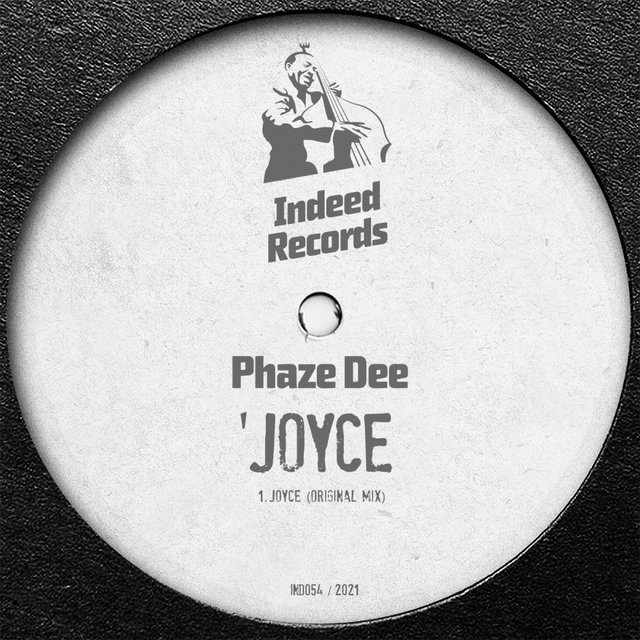 Indeed
Records
Phaze Dee
'JOYCE
1. JOYCE (ORIGINAL MIX)
IND054 / 2021